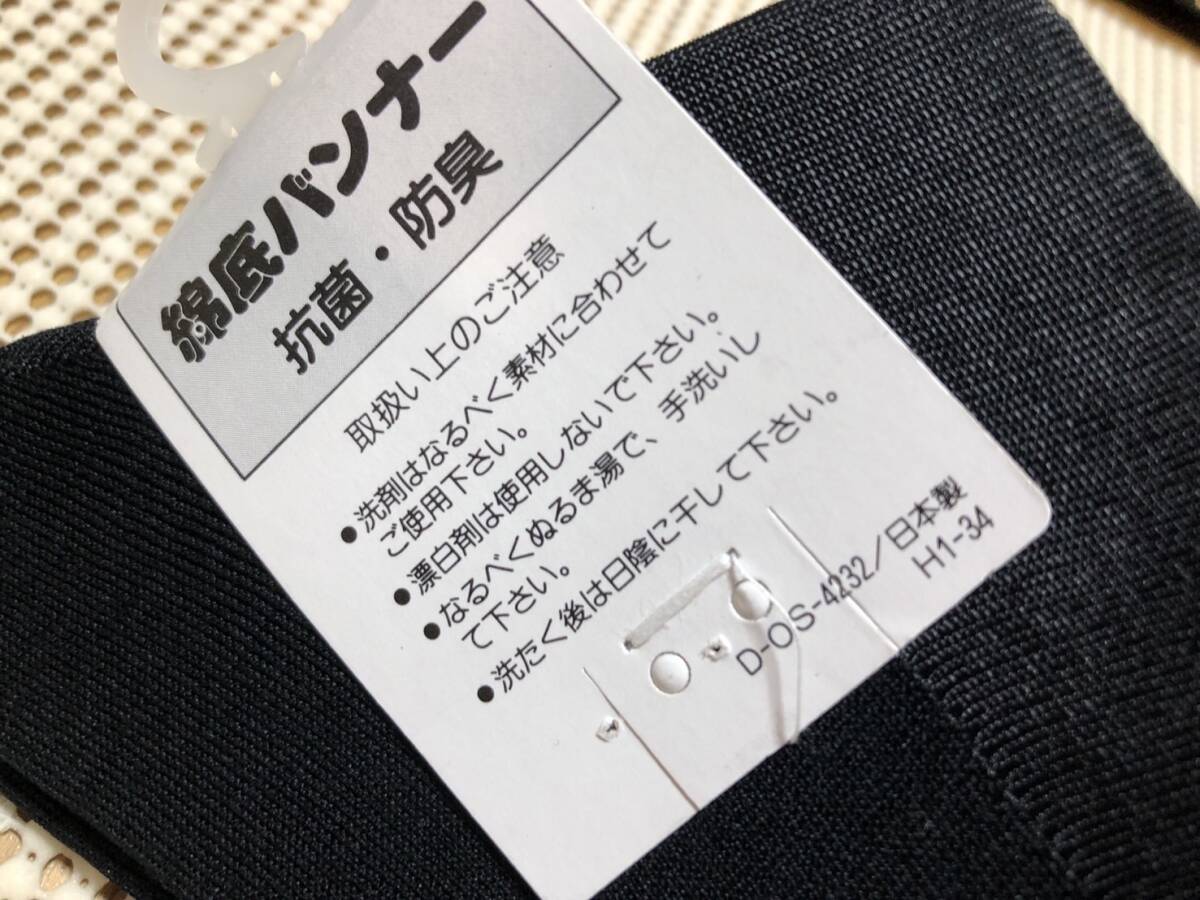 綿底バンナー
抗菌・防臭
取扱い上のご注意
●洗剤はなるべく素材に合わせて
ご使用下さい。
●漂白剤は使用しないで下さい。
●なるべくぬるま湯で、手洗いし
て下さい。
●洗たく後は日陰に干して下さい。
D-OS-4232／日本製
H1-34